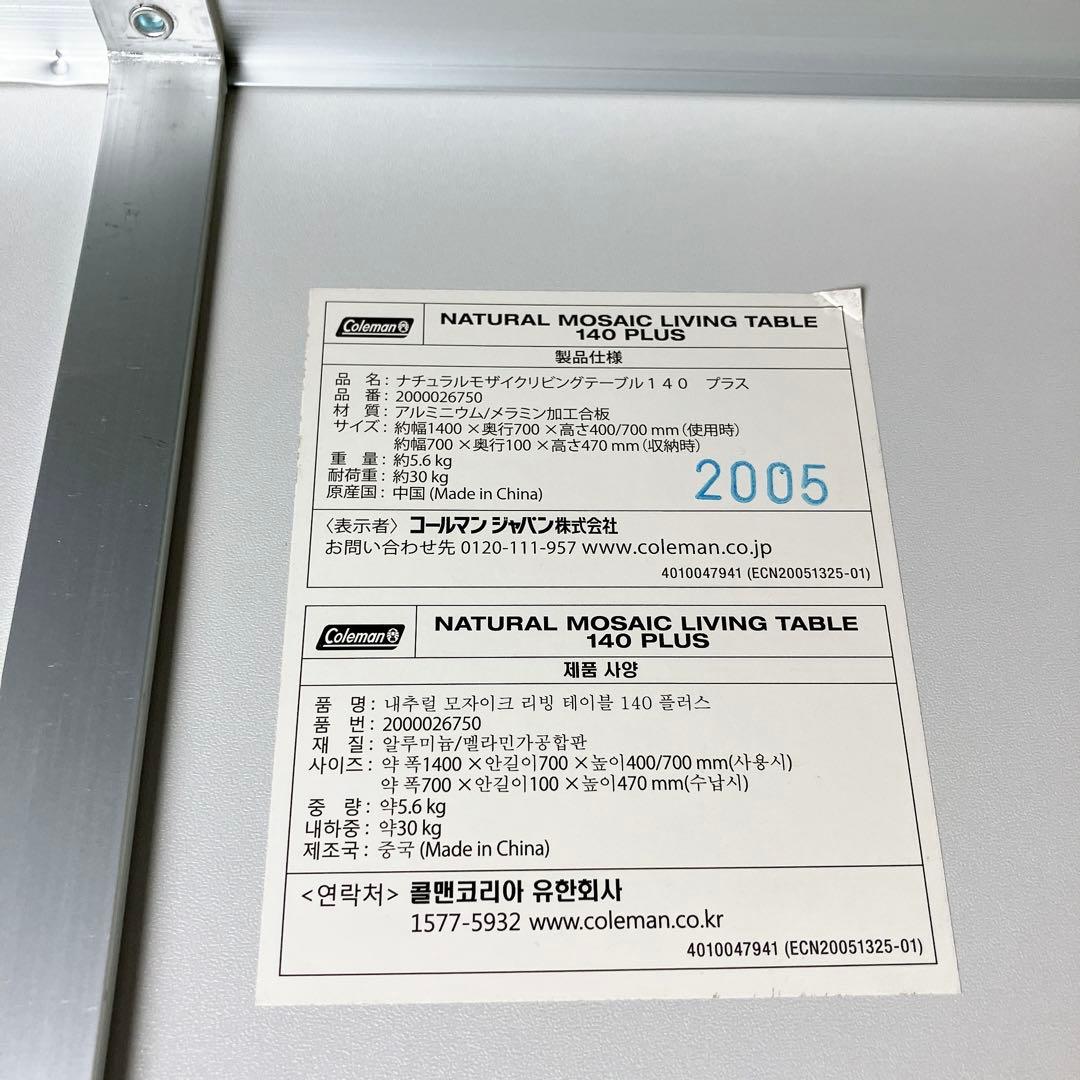 Coleman
NATURAL MOSAIC LIVING TABLE
140 PLUS
製品仕様
品 名：ナチュラルモザイクリビングテーブル１４０ プラス
品 番：2000026750
材 質：アルミニウム/メラミン加工合板
サイズ：約幅1400×奥行700×高さ400/700 mm（使用時）
約幅700×奥行100×高さ470 mm（収納時）
重 量：約5.6 kg
耐荷重：約30 kg
原産国：中国 (Made in China)
2005
〈表示者〉コールマン ジャパン株式会社
お問い合わせ先 0120-111-957 www.coleman.co.jp
4010047941 (ECN20051325-01)
Coleman
NATURAL MOSAIC LIVING TABLE
140 PLUS
제품 사양
품 명: 내추럴 모자이크 리빙 테이블 140 플러스
품 번: 2000026750
재 질: 알루미늄/멜라민가공합판
사이즈: 약 폭1400×안길이700×높이400/700 mm(사용시)
약 폭700×안길이100×높이470 mm(수납시)
중 량: 약5.6 kg
내하중: 약30 kg
제조국: 중국 (Made in China)
<연락처> 콜맨코리아 유한회사
1577-5932 www.coleman.co.kr
4010047941 (ECN20051325-01)